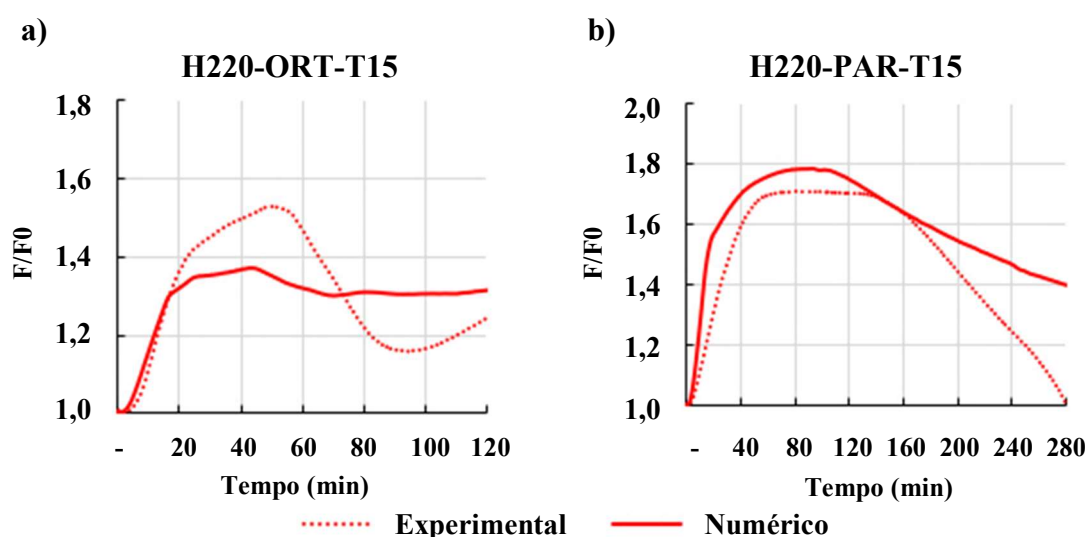 a)
H220-ORT-T15
1,8
1,6
1,4
1,2
1,0
F/F0
- 20 40 60 80 100 120
Tempo (min)
b)
H220-PAR-T15
2,0
1,8
1,6
1,4
1,2
1,0
F/F0
- 40 80 120 160 200 240 280
Tempo (min)
Experimental Numérico